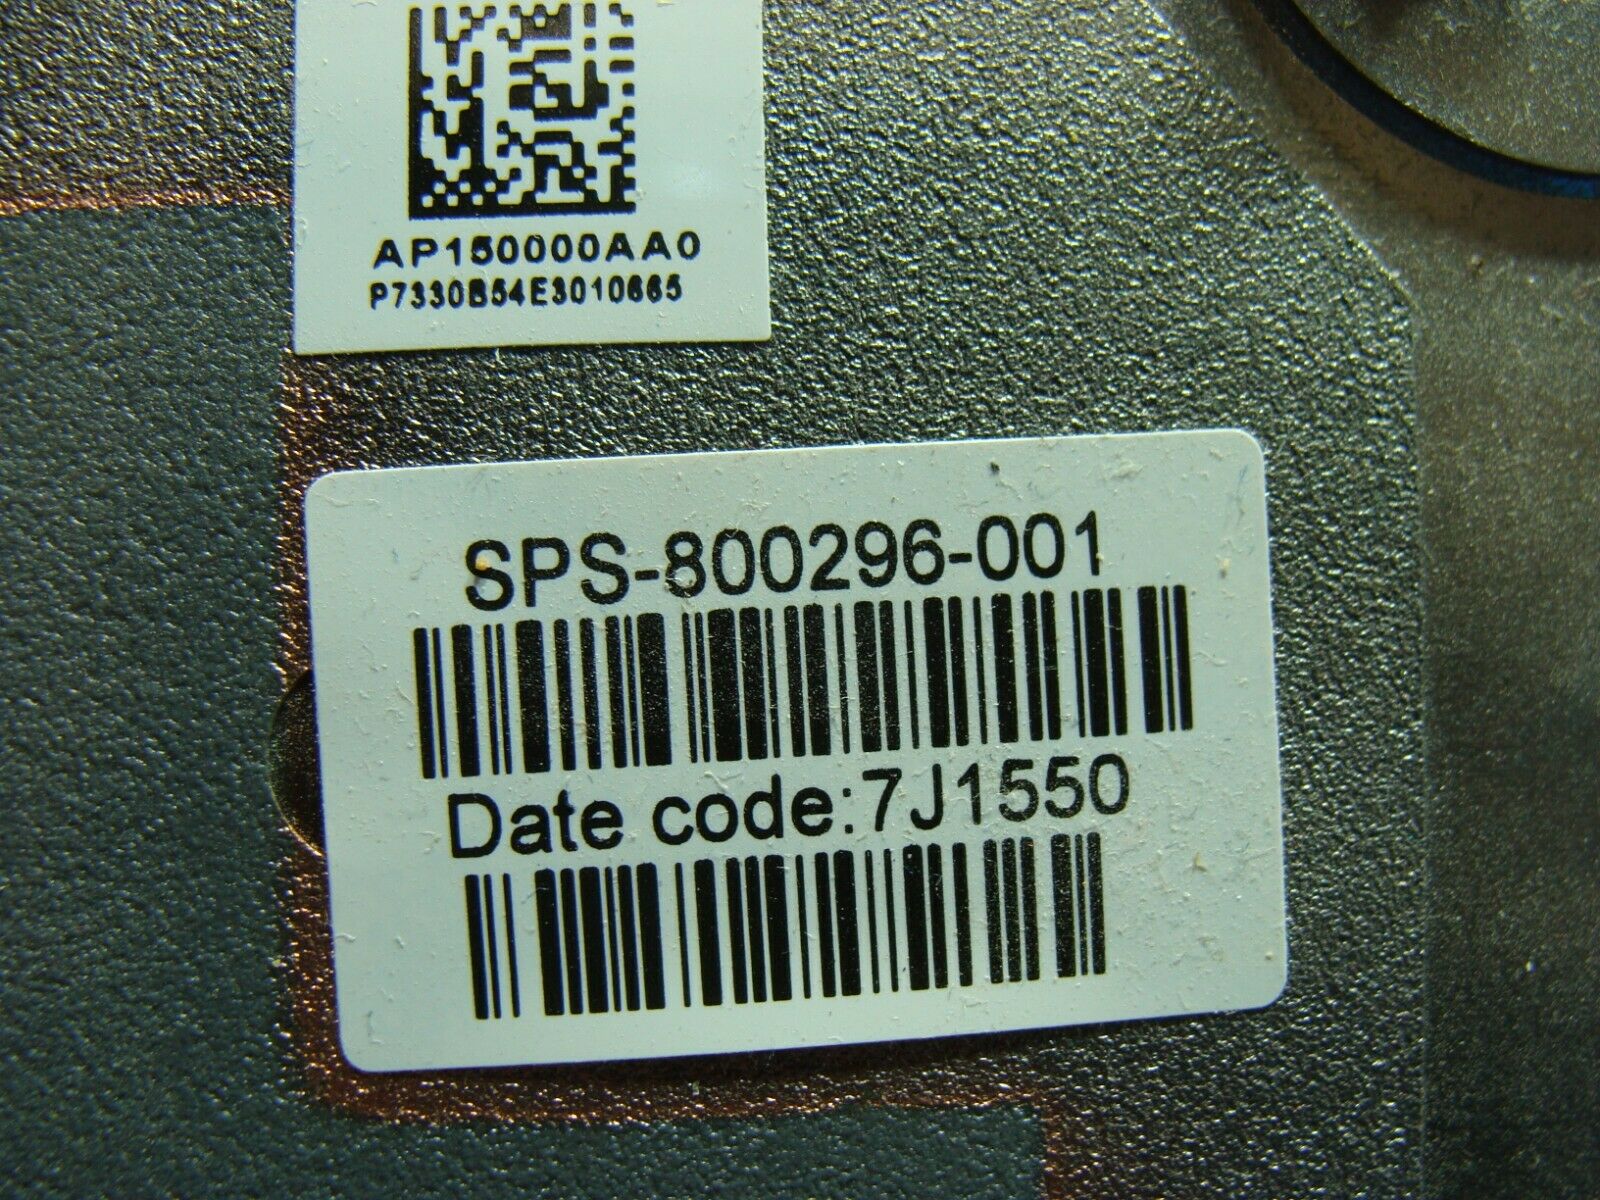 AP150000AA0
P7330B54E3010665
SPS-800296-001
Date code:7J1550